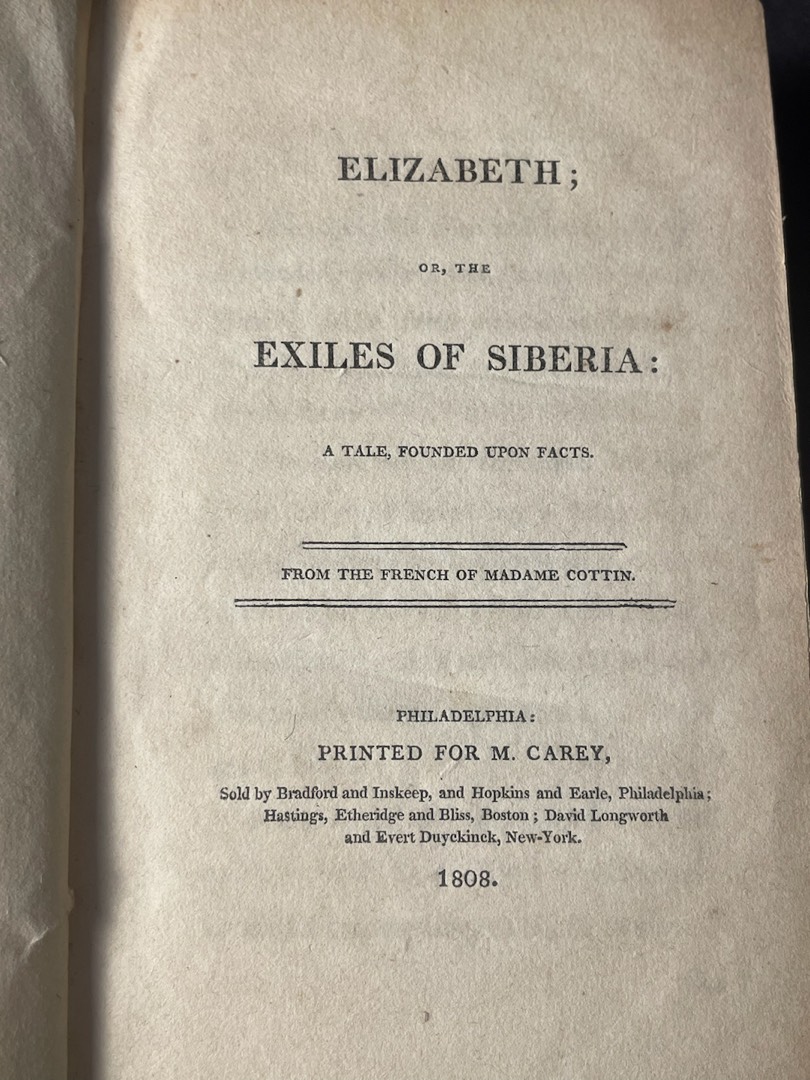 ELIZABETH;
OR, THE
EXILES OF SIBERIA:
A TALE, FOUNDED UPON FACTS.
FROM THE FRENCH OF MADAME COTTIN.
PHILADELPHIA:
PRINTED FOR M. CAREY,
Sold by Bradford and Inskeep, and Hopkins and Earle, Philadelphia;
Hastings, Etheridge and Bliss, Boston; David Longworth
and Evert Duyckinck, New-York.
1808.